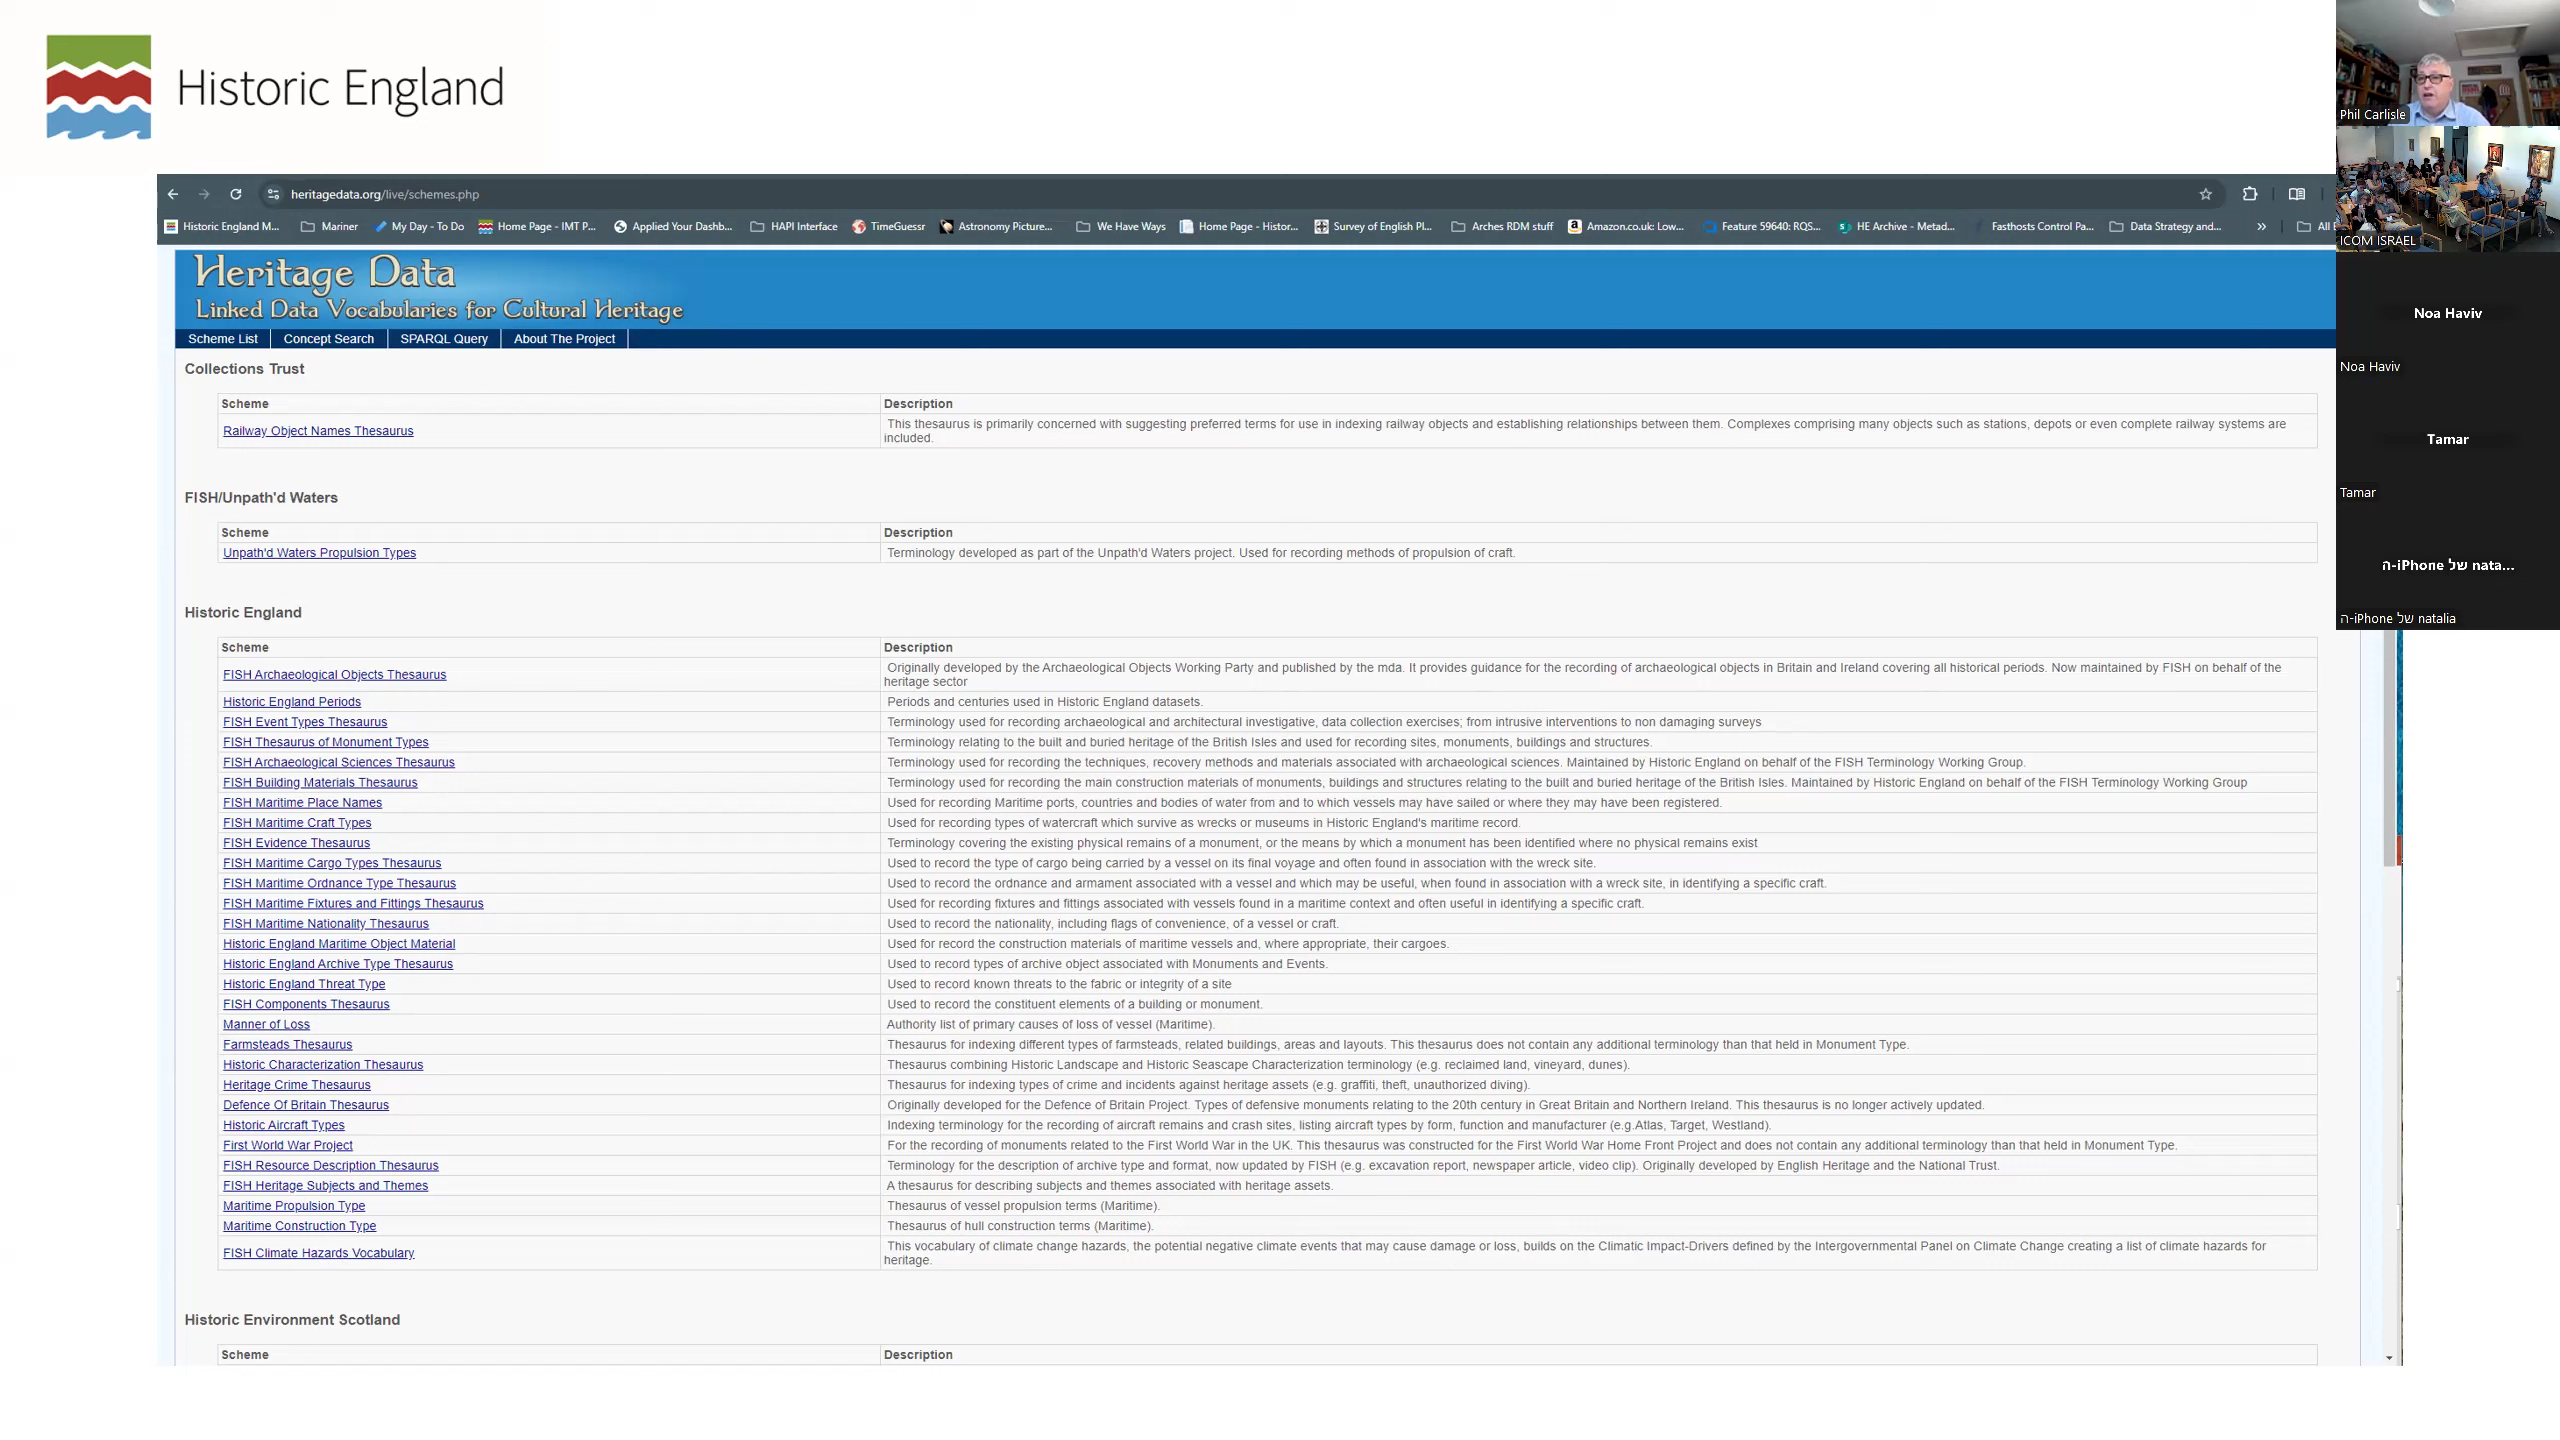 Historic England
heritagedata.org/live/schemes.php
Historic England M...
Mariner
My Day - To Do
Home Page - IMT P...
Applied Your Dashb...
HAPI Interface
TimeGuessr
Astronomy Picture...
We Have Ways
Home Page - Histor...
Survey of English Pl...
Arches RDM stuff
Amazon.co.uk: Low...
Feature 59640: RQS...
HE Archive - Metad...
Fasthosts Control Pa...
Data Strategy and...
»
Heritage Data
Linked Data Vocabularies for Cultural Heritage
Scheme List Concept Search SPARQL Query About The Project
Collections Trust
Scheme Description
Railway Object Names Thesaurus This thesaurus is primarily concerned with suggesting preferred terms for use in indexing railway objects and establishing relationships between them. Complexes comprising many objects such as stations, depots or even complete railway systems are
included.
FISH/Unpath'd Waters
Scheme Description
Unpath'd Waters Propulsion Types Terminology developed as part of the Unpath'd Waters project. Used for recording methods of propulsion of craft.
Historic England
Scheme Description
FISH Archaeological Objects Thesaurus Originally developed by the Archaeological Objects Working Party and published by the mda. It provides guidance for the recording of archaeological objects in Britain and Ireland covering all historical periods. Now maintained by FISH on behalf of the
heritage sector
Historic England Periods Periods and centuries used in Historic England datasets.
FISH Event Types Thesaurus Terminology used for recording archaeological and architectural investigative, data collection exercises; from intrusive interventions to non damaging surveys
FISH Thesaurus of Monument Types Terminology relating to the built and buried heritage of the British Isles and used for recording sites, monuments, buildings and structures.
FISH Archaeological Sciences Thesaurus Terminology used for recording the techniques, recovery methods and materials associated with archaeological sciences. Maintained by Historic England on behalf of the FISH Terminology Working Group.
FISH Building Materials Thesaurus Terminology used for recording the main construction materials of monuments, buildings and structures relating to the built and buried heritage of the British Isles. Maintained by Historic England on behalf of the FISH Terminology Working Group
FISH Maritime Place Names Used for recording Maritime ports, countries and bodies of water from and to which vessels may have sailed or where they may have been registered.
FISH Maritime Craft Types Used for recording types of watercraft which survive as wrecks or museums in Historic England's maritime record.
FISH Evidence Thesaurus Terminology covering the existing physical remains of a monument, or the means by which a monument has been identified where no physical remains exist
FISH Maritime Cargo Types Thesaurus Used to record the type of cargo being carried by a vessel on its final voyage and often found in association with the wreck site.
FISH Maritime Ordnance Type Thesaurus Used to record the ordnance and armament associated with a vessel and which may be useful, when found in association with a wreck site, in identifying a specific craft.
FISH Maritime Fixtures and Fittings Thesaurus Used for recording fixtures and fittings associated with vessels found in a maritime context and often useful in identifying a specific craft.
FISH Maritime Nationality Thesaurus Used to record the nationality, including flags of convenience, of a vessel or craft.
Historic England Maritime Object Material Used for record the construction materials of maritime vessels and, where appropriate, their cargoes.
Historic England Archive Type Thesaurus Used to record types of archive object associated with Monuments and Events.
Historic England Threat Type Used to record known threats to the fabric or integrity of a site
FISH Components Thesaurus Used to record the constituent elements of a building or monument.
Manner of Loss Authority list of primary causes of loss of vessel (Maritime).
Farmsteads Thesaurus Thesaurus for indexing different types of farmsteads, related buildings, areas and layouts. This thesaurus does not contain any additional terminology than that held in Monument Type.
Historic Characterization Thesaurus Thesaurus combining Historic Landscape and Historic Seascape Characterization terminology (e.g. reclaimed land, vineyard, dunes).
Heritage Crime Thesaurus Thesaurus for indexing types of crime and incidents against heritage assets (e.g. graffiti, theft, unauthorized diving).
Defence Of Britain Thesaurus Originally developed for the Defence of Britain Project. Types of defensive monuments relating to the 20th century in Great Britain and Northern Ireland. This thesaurus is no longer actively updated.
Historic Aircraft Types Indexing terminology for the recording of aircraft remains and crash sites, listing aircraft types by form, function and manufacturer (e.g.Atlas, Target, Westland).
First World War Project For the recording of monuments related to the First World War in the UK. This thesaurus was constructed for the First World War Home Front Project and does not contain any additional terminology than that held in Monument Type.
FISH Resource Description Thesaurus Terminology for the description of archive type and format, now updated by FISH (e.g. excavation report, newspaper article, video clip). Originally developed by English Heritage and the National Trust.
FISH Heritage Subjects and Themes A thesaurus for describing subjects and themes associated with heritage assets.
Maritime Propulsion Type Thesaurus of vessel propulsion terms (Maritime).
Maritime Construction Type Thesaurus of hull construction terms (Maritime).
FISH Climate Hazards Vocabulary This vocabulary of climate change hazards, the potential negative climate events that may cause damage or loss, builds on the Climatic Impact-Drivers defined by the Intergovernmental Panel on Climate Change creating a list of climate hazards for
heritage.
Historic Environment Scotland
Scheme Description
Phil Carlisle
ICOM ISRAEL
Noa Haviv
Noa Haviv
Tamar
Tamar
ה-iPhone של nata...
ה-iPhone של natalia